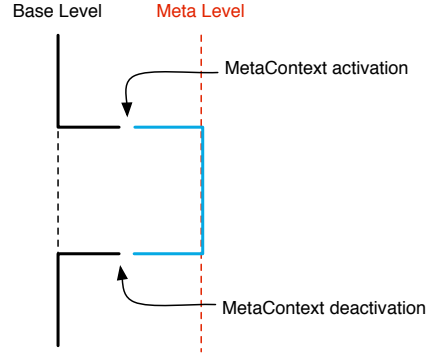 Base Level
Meta Level
MetaContext activation
MetaContext deactivation